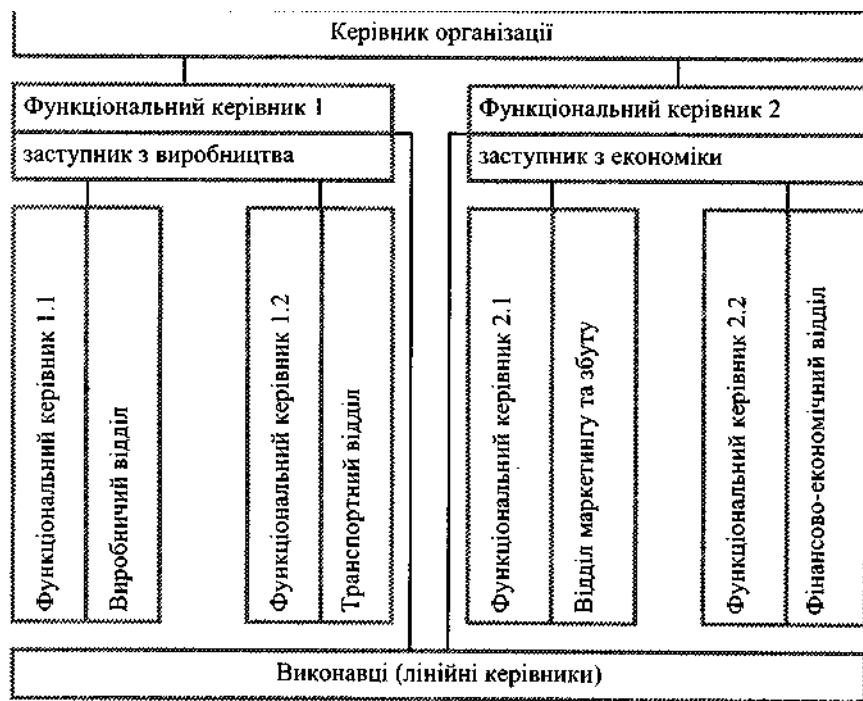 Керівник організації
Функціональний керівник 1
заступник з виробництва
Функціональний керівник 2
заступник з економіки
Функціональний керівник 1.1
Виробничий відділ
Функціональний керівник 1.2
Транспортний відділ
Функціональний керівник 2.1
Відділ маркетингу та збуту
Функціональний керівник 2.2
Фінансово-економічний відділ
Виконавці (лінійні керівники)